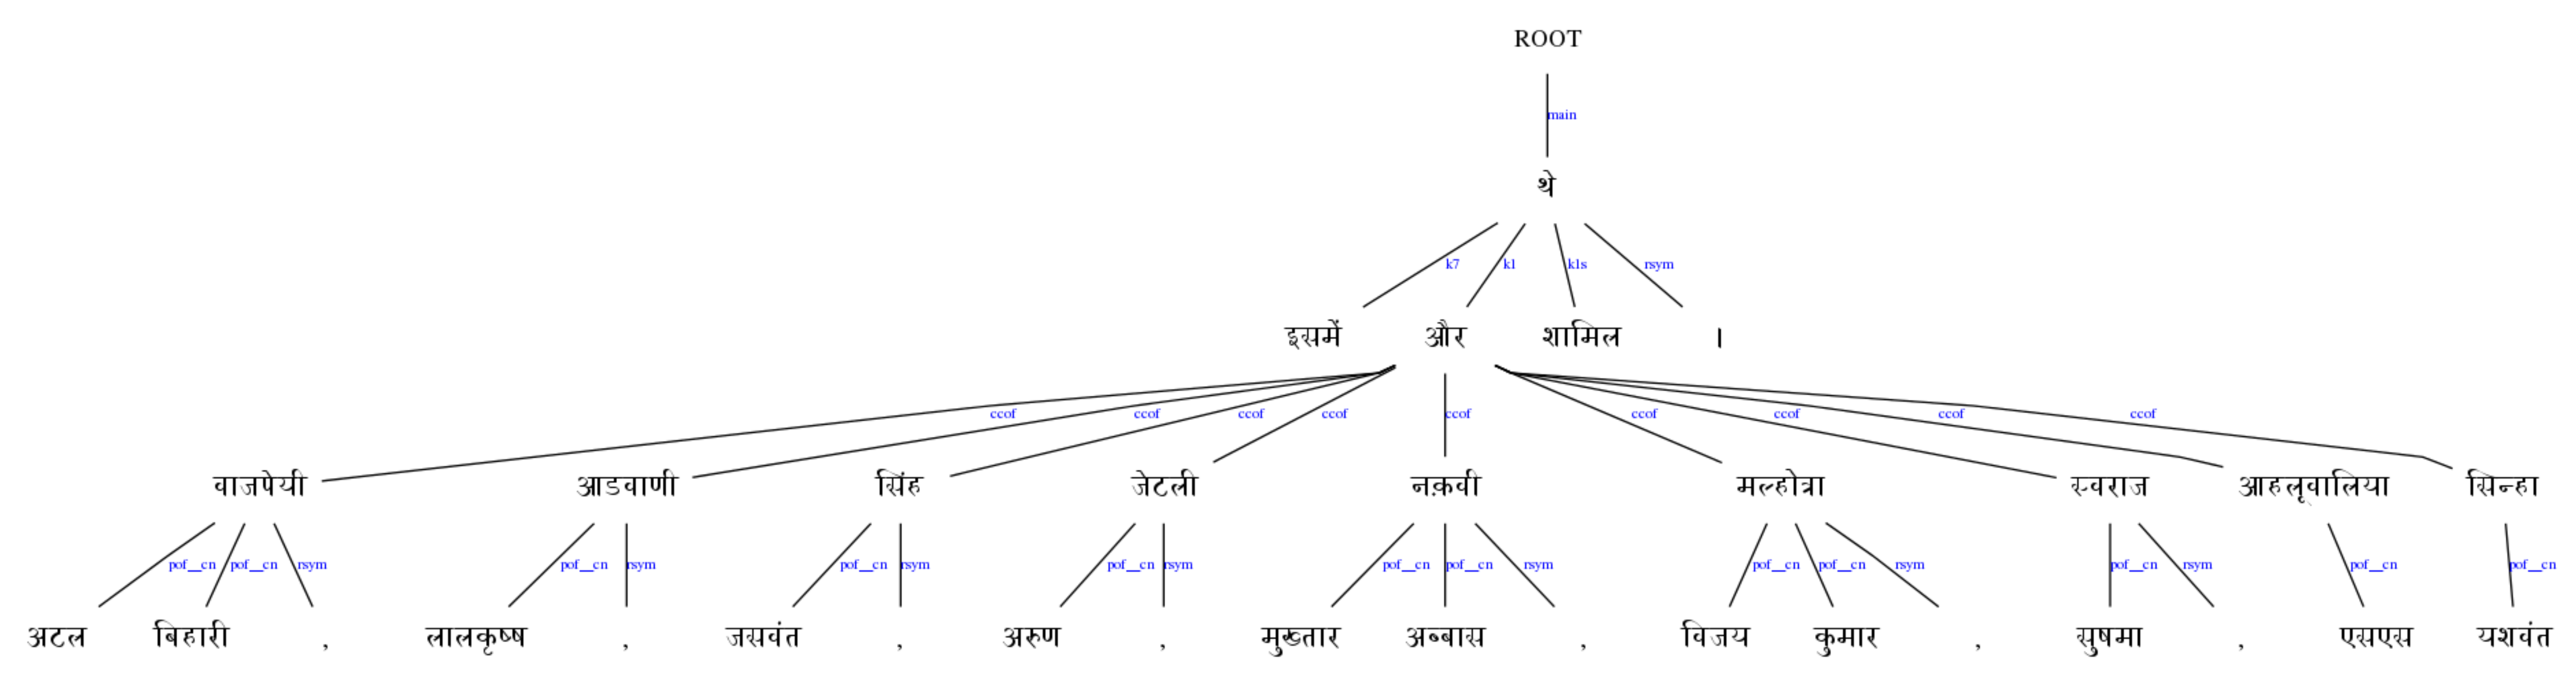 ROOT
main
थे
k7 k1 k1s rsym
इसमें और शामिल ।
ccof ccof ccof ccof ccof ccof ccof ccof ccof
वाजपेयी आडवाणी सिंह जेटली नक़वी मल्होत्रा स्वराज आहलूवालिया सिन्हा
pof__cn pof__cn rsym pof__cn rsym pof__cn rsym pof__cn rsym pof__cn pof__cn rsym pof__cn pof__cn rsym pof__cn rsym pof__cn pof__cn
अटल बिहारी , लालकृष्ष , जसवंत , अरुण , मुख्तार अब्बास , विजय कुमार , सुषमा , एसएस यशवंत